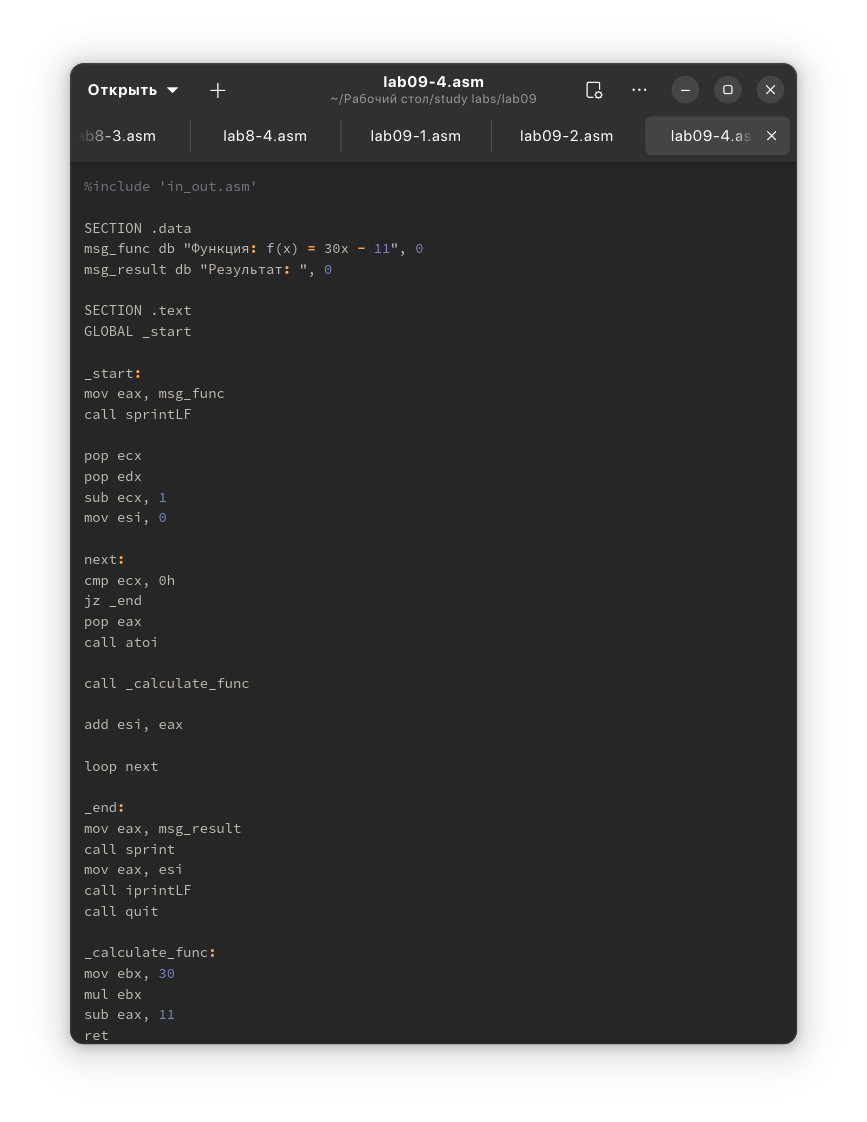 Открыть
lab09-4.asm
~/Рабочий стол/study labs/lab09
ab8-3.asm
lab8-4.asm
lab09-1.asm
lab09-2.asm
lab09-4.as
%include 'in_out.asm'
SECTION .data
msg_func db "Функция: f(x) = 30x - 11", 0
msg_result db "Результат: ", 0
SECTION .text
GLOBAL _start
_start:
mov eax, msg_func
call sprintLF
pop ecx
pop edx
sub ecx, 1
mov esi, 0
next:
cmp ecx, 0h
jz _end
pop eax
call atoi
call _calculate_func
add esi, eax
loop next
_end:
mov eax, msg_result
call sprint
mov eax, esi
call iprintLF
call quit
_calculate_func:
mov ebx, 30
mul ebx
sub eax, 11
ret